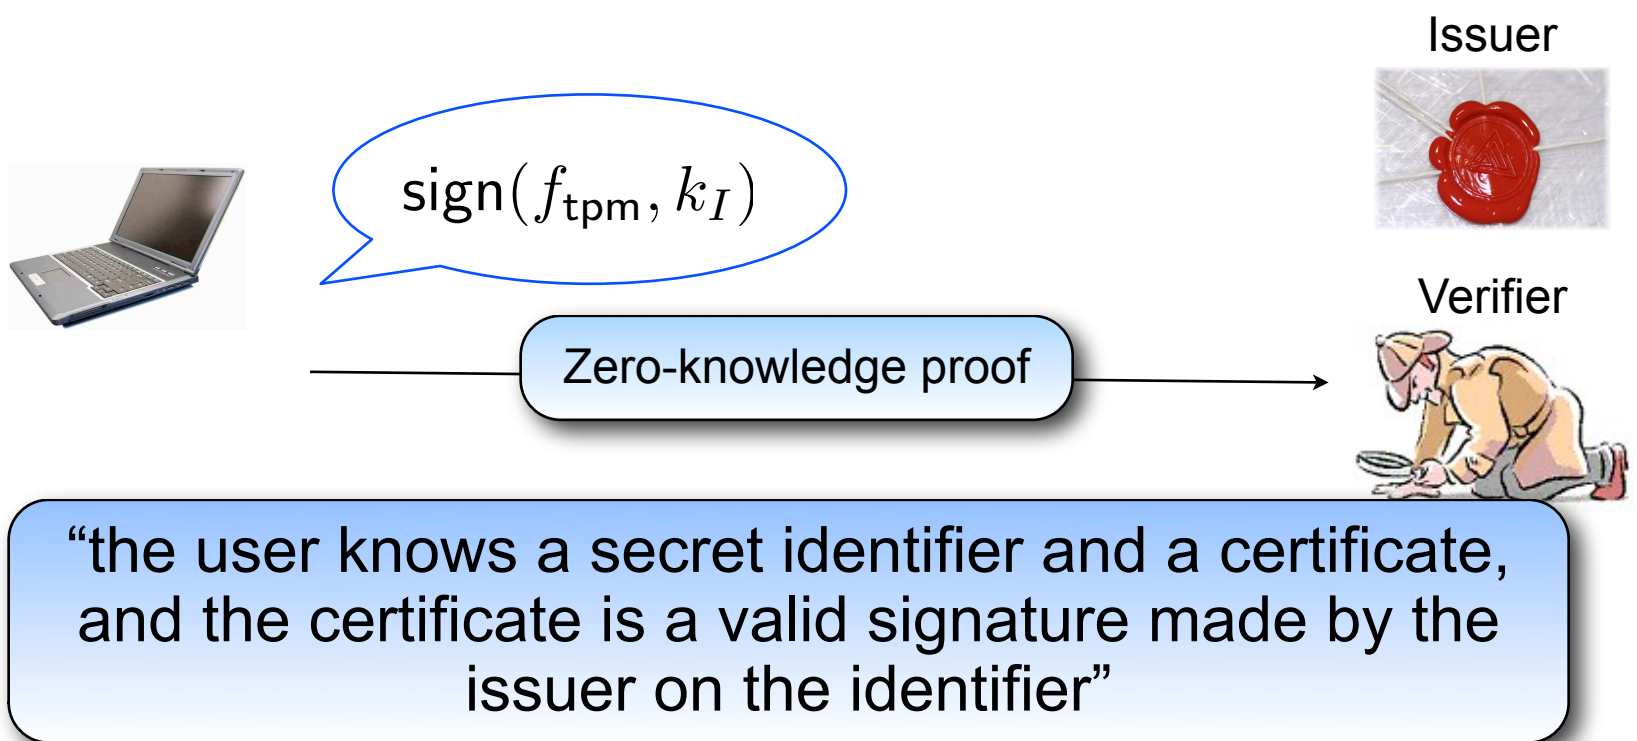 Issuer
sign(f_tpm, k_I)
Verifier
Zero-knowledge proof
“the user knows a secret identifier and a certificate,
and the certificate is a valid signature made by the
issuer on the identifier”